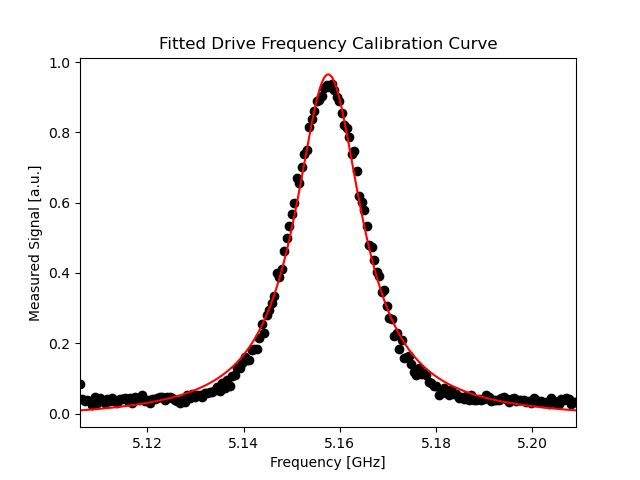 Fitted Drive Frequency Calibration Curve
1.0
0.8
0.6
0.4
0.2
0.0
Measured Signal [a.u.]
5.12 5.14 5.16 5.18 5.20
Frequency [GHz]